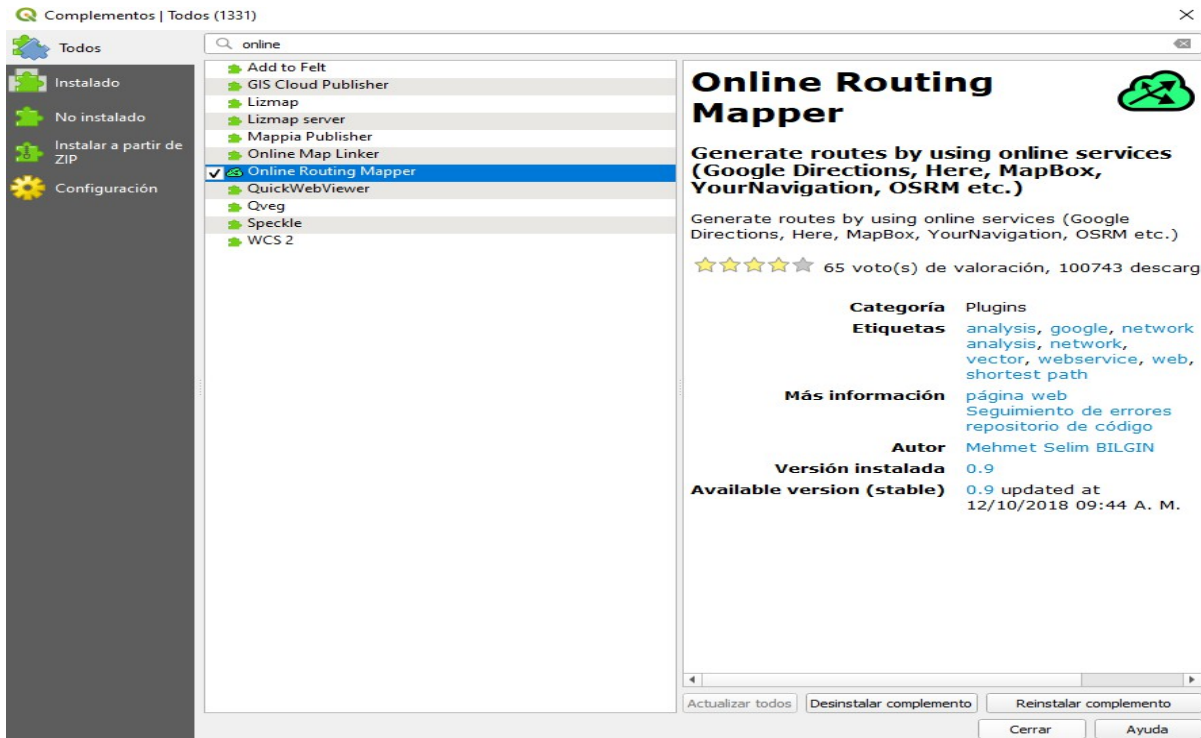 Complementos | Todos (1331)
Todos
Instalado
No instalado
Instalar a partir de
ZIP
Configuración
online
Add to Felt
GIS Cloud Publisher
Lizmap
Lizmap server
Mappia Publisher
Online Map Linker
Online Routing Mapper
QuickWebViewer
Qveg
Speckle
WCS 2
Online Routing
Mapper
Generate routes by using online services
(Google Directions, Here, MapBox,
YourNavigation, OSRM etc.)
Generate routes by using online services (Google
Directions, Here, MapBox, YourNavigation, OSRM etc.)
65 voto(s) de valoración, 100743 descarg
Categoría Plugins
Etiquetas analysis, google, network
analysis, network,
vector, webservice, web,
shortest path
Más información página web
Seguimiento de errores
repositorio de código
Autor Mehmet Selim BILGIN
Versión instalada 0.9
Available version (stable) 0.9 updated at
12/10/2018 09:44 A. M.
Actualizar todos Desinstalar complemento Reinstalar complemento
Cerrar Ayuda